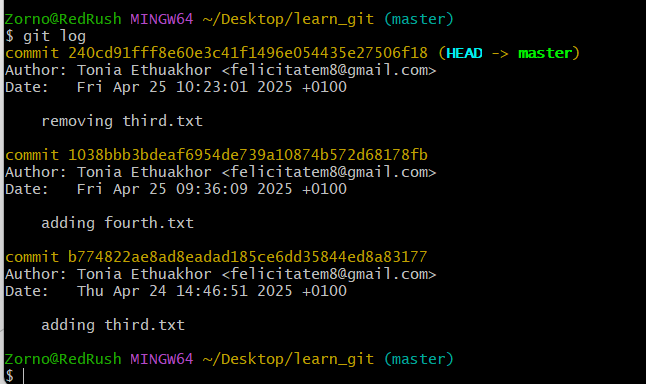 Zorno@RedRush MINGW64 ~/Desktop/learn_git (master)
$ git log
commit 240cd91fff8e60e3c41f1496e054435e27506f18 (HEAD -> master)
Author: Tonia Ethuakhor <felicitatem8@gmail.com>
Date:   Fri Apr 25 10:23:01 2025 +0100

    removing third.txt

commit 1038bbb3bdeaf6954de739a10874b572d68178fb
Author: Tonia Ethuakhor <felicitatem8@gmail.com>
Date:   Fri Apr 25 09:36:09 2025 +0100

    adding fourth.txt

commit b774822ae8ad8eadad185ce6dd35844ed8a83177
Author: Tonia Ethuakhor <felicitatem8@gmail.com>
Date:   Thu Apr 24 14:46:51 2025 +0100

    adding third.txt

Zorno@RedRush MINGW64 ~/Desktop/learn_git (master)
$